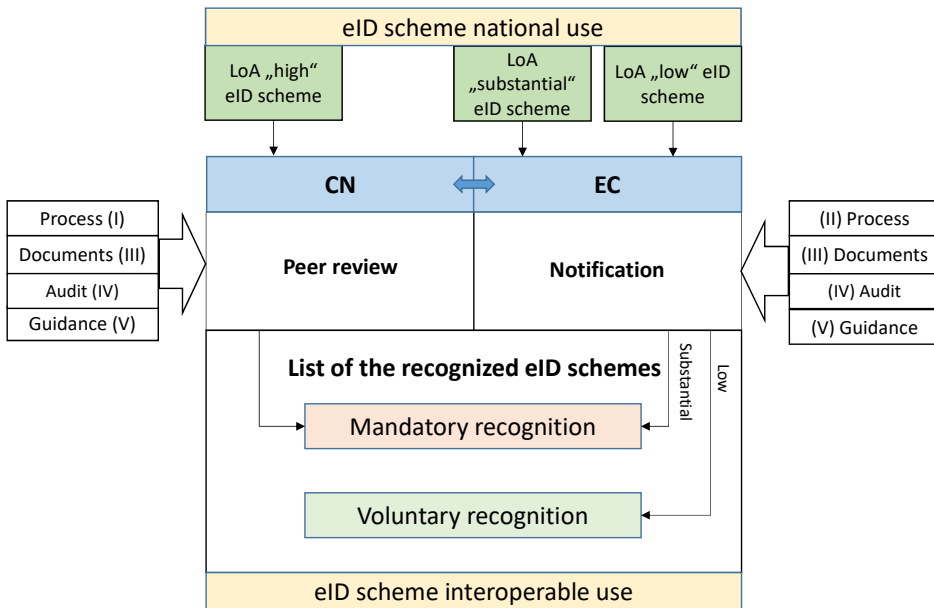 eID scheme national use
LoA „high“
eID scheme
LoA
„substantial“
eID scheme
LoA „low“ eID
scheme
CN
EC
Process (I)
Documents (III)
Audit (IV)
Guidance (V)
Peer review
Notification
(II) Process
(III) Documents
(IV) Audit
(V) Guidance
List of the recognized eID schemes
Substantial
Low
Mandatory recognition
Voluntary recognition
eID scheme interoperable use